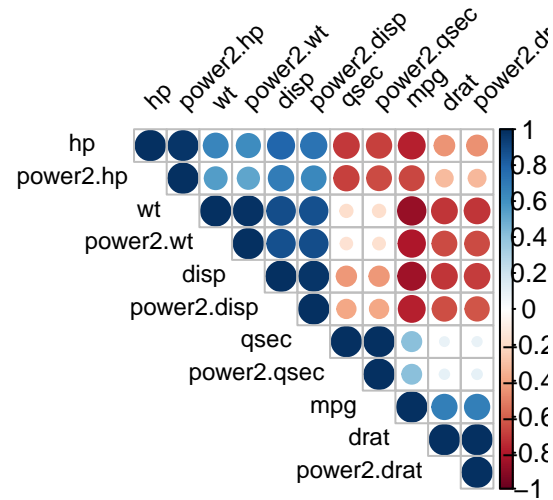 hp
power2.hp
wt
power2.wt
disp
power2.disp
qsec
power2.qsec
mpg
drat
power2.dr
hp
power2.hp
wt
power2.wt
disp
power2.disp
qsec
power2.qsec
mpg
drat
power2.drat
1
0.8
0.6
0.4
0.2
0
−0.2
−0.4
−0.6
−0.8
−1